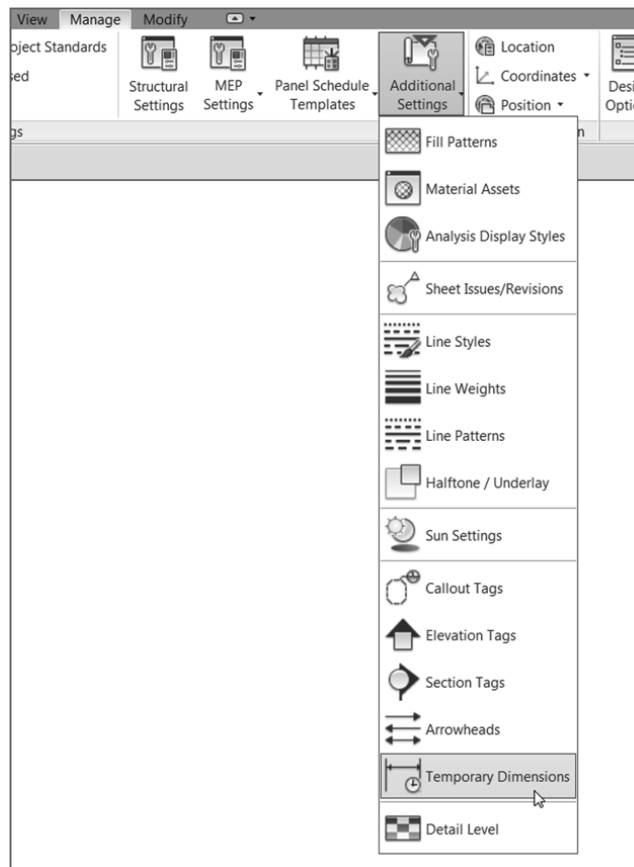 View Manage Modify
oject Standards
sed
Structural
Settings
MEP
Settings
Panel Schedule
Templates
Additional
Settings
Location
Coordinates
Position
Desi
Optic
gs
n
Fill Patterns
Material Assets
Analysis Display Styles
Sheet Issues/Revisions
Line Styles
Line Weights
Line Patterns
Halftone / Underlay
Sun Settings
Callout Tags
Elevation Tags
Section Tags
Arrowheads
Temporary Dimensions
Detail Level